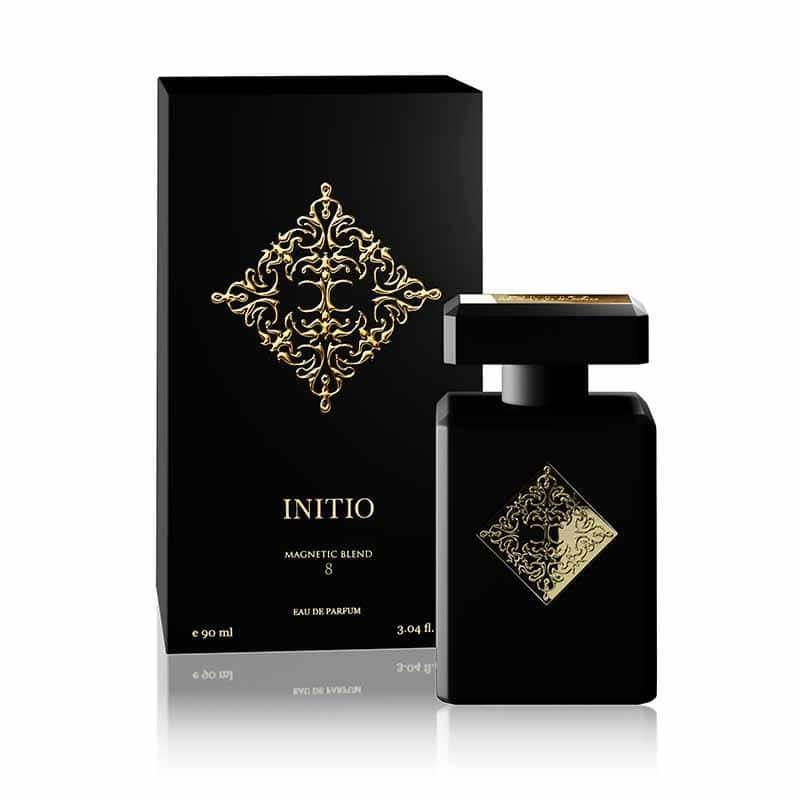 INITIO
MAGNETIC BLEND
8
EAU DE PARFUM
e 90 ml
3.04 fl.